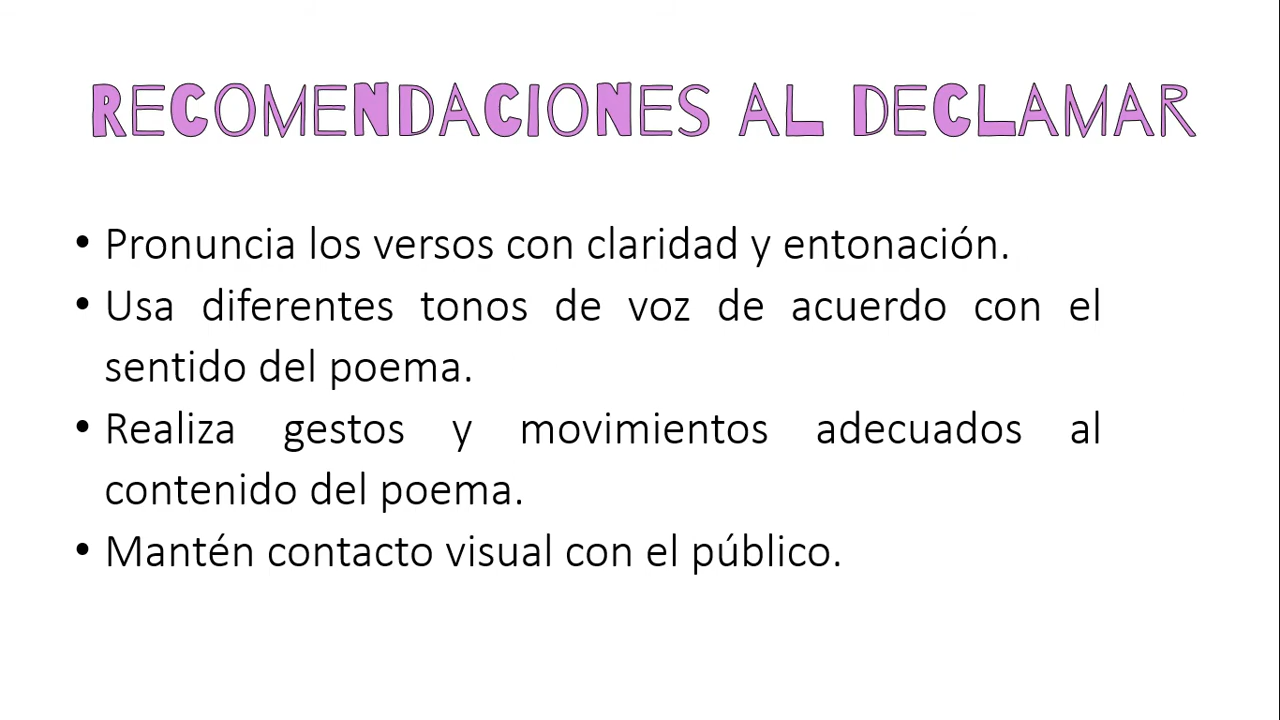 RECOMENDACIONES AL DECLAMAR
• Pronuncia los versos con claridad y entonación.
• Usa diferentes tonos de voz de acuerdo con el
sentido del poema.
• Realiza gestos y movimientos adecuados al
contenido del poema.
• Mantén contacto visual con el público.